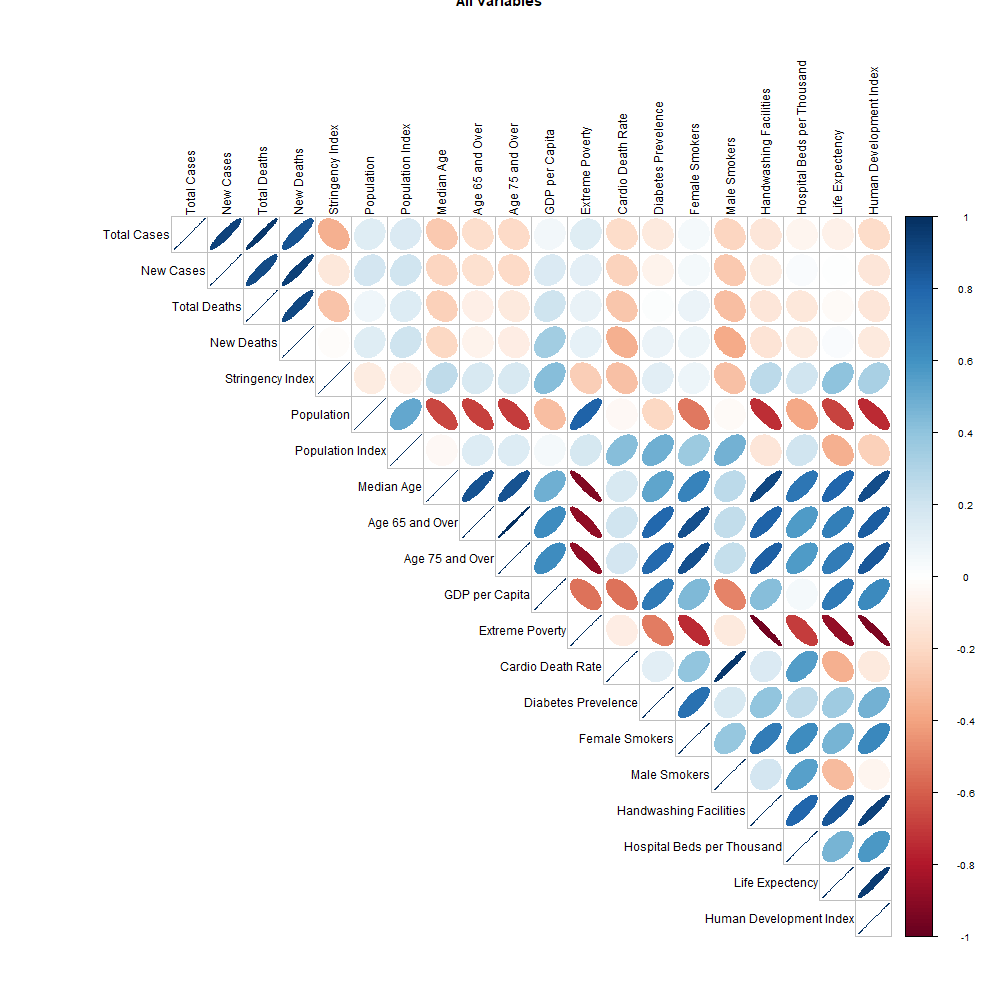 All Variables
Total Cases
New Cases
Total Deaths
New Deaths
Stringency Index
Population
Population Index
Median Age
Age 65 and Over
Age 75 and Over
GDP per Capita
Extreme Poverty
Cardio Death Rate
Diabetes Prevelence
Female Smokers
Male Smokers
Handwashing Facilities
Hospital Beds per Thousand
Life Expectency
Human Development Index
Total Cases
New Cases
Total Deaths
New Deaths
Stringency Index
Population
Population Index
Median Age
Age 65 and Over
Age 75 and Over
GDP per Capita
Extreme Poverty
Cardio Death Rate
Diabetes Prevelence
Female Smokers
Male Smokers
Handwashing Facilities
Hospital Beds per Thousand
Life Expectency
Human Development Index
1
0.8
0.6
0.4
0.2
0
-0.2
-0.4
-0.6
-0.8
-1